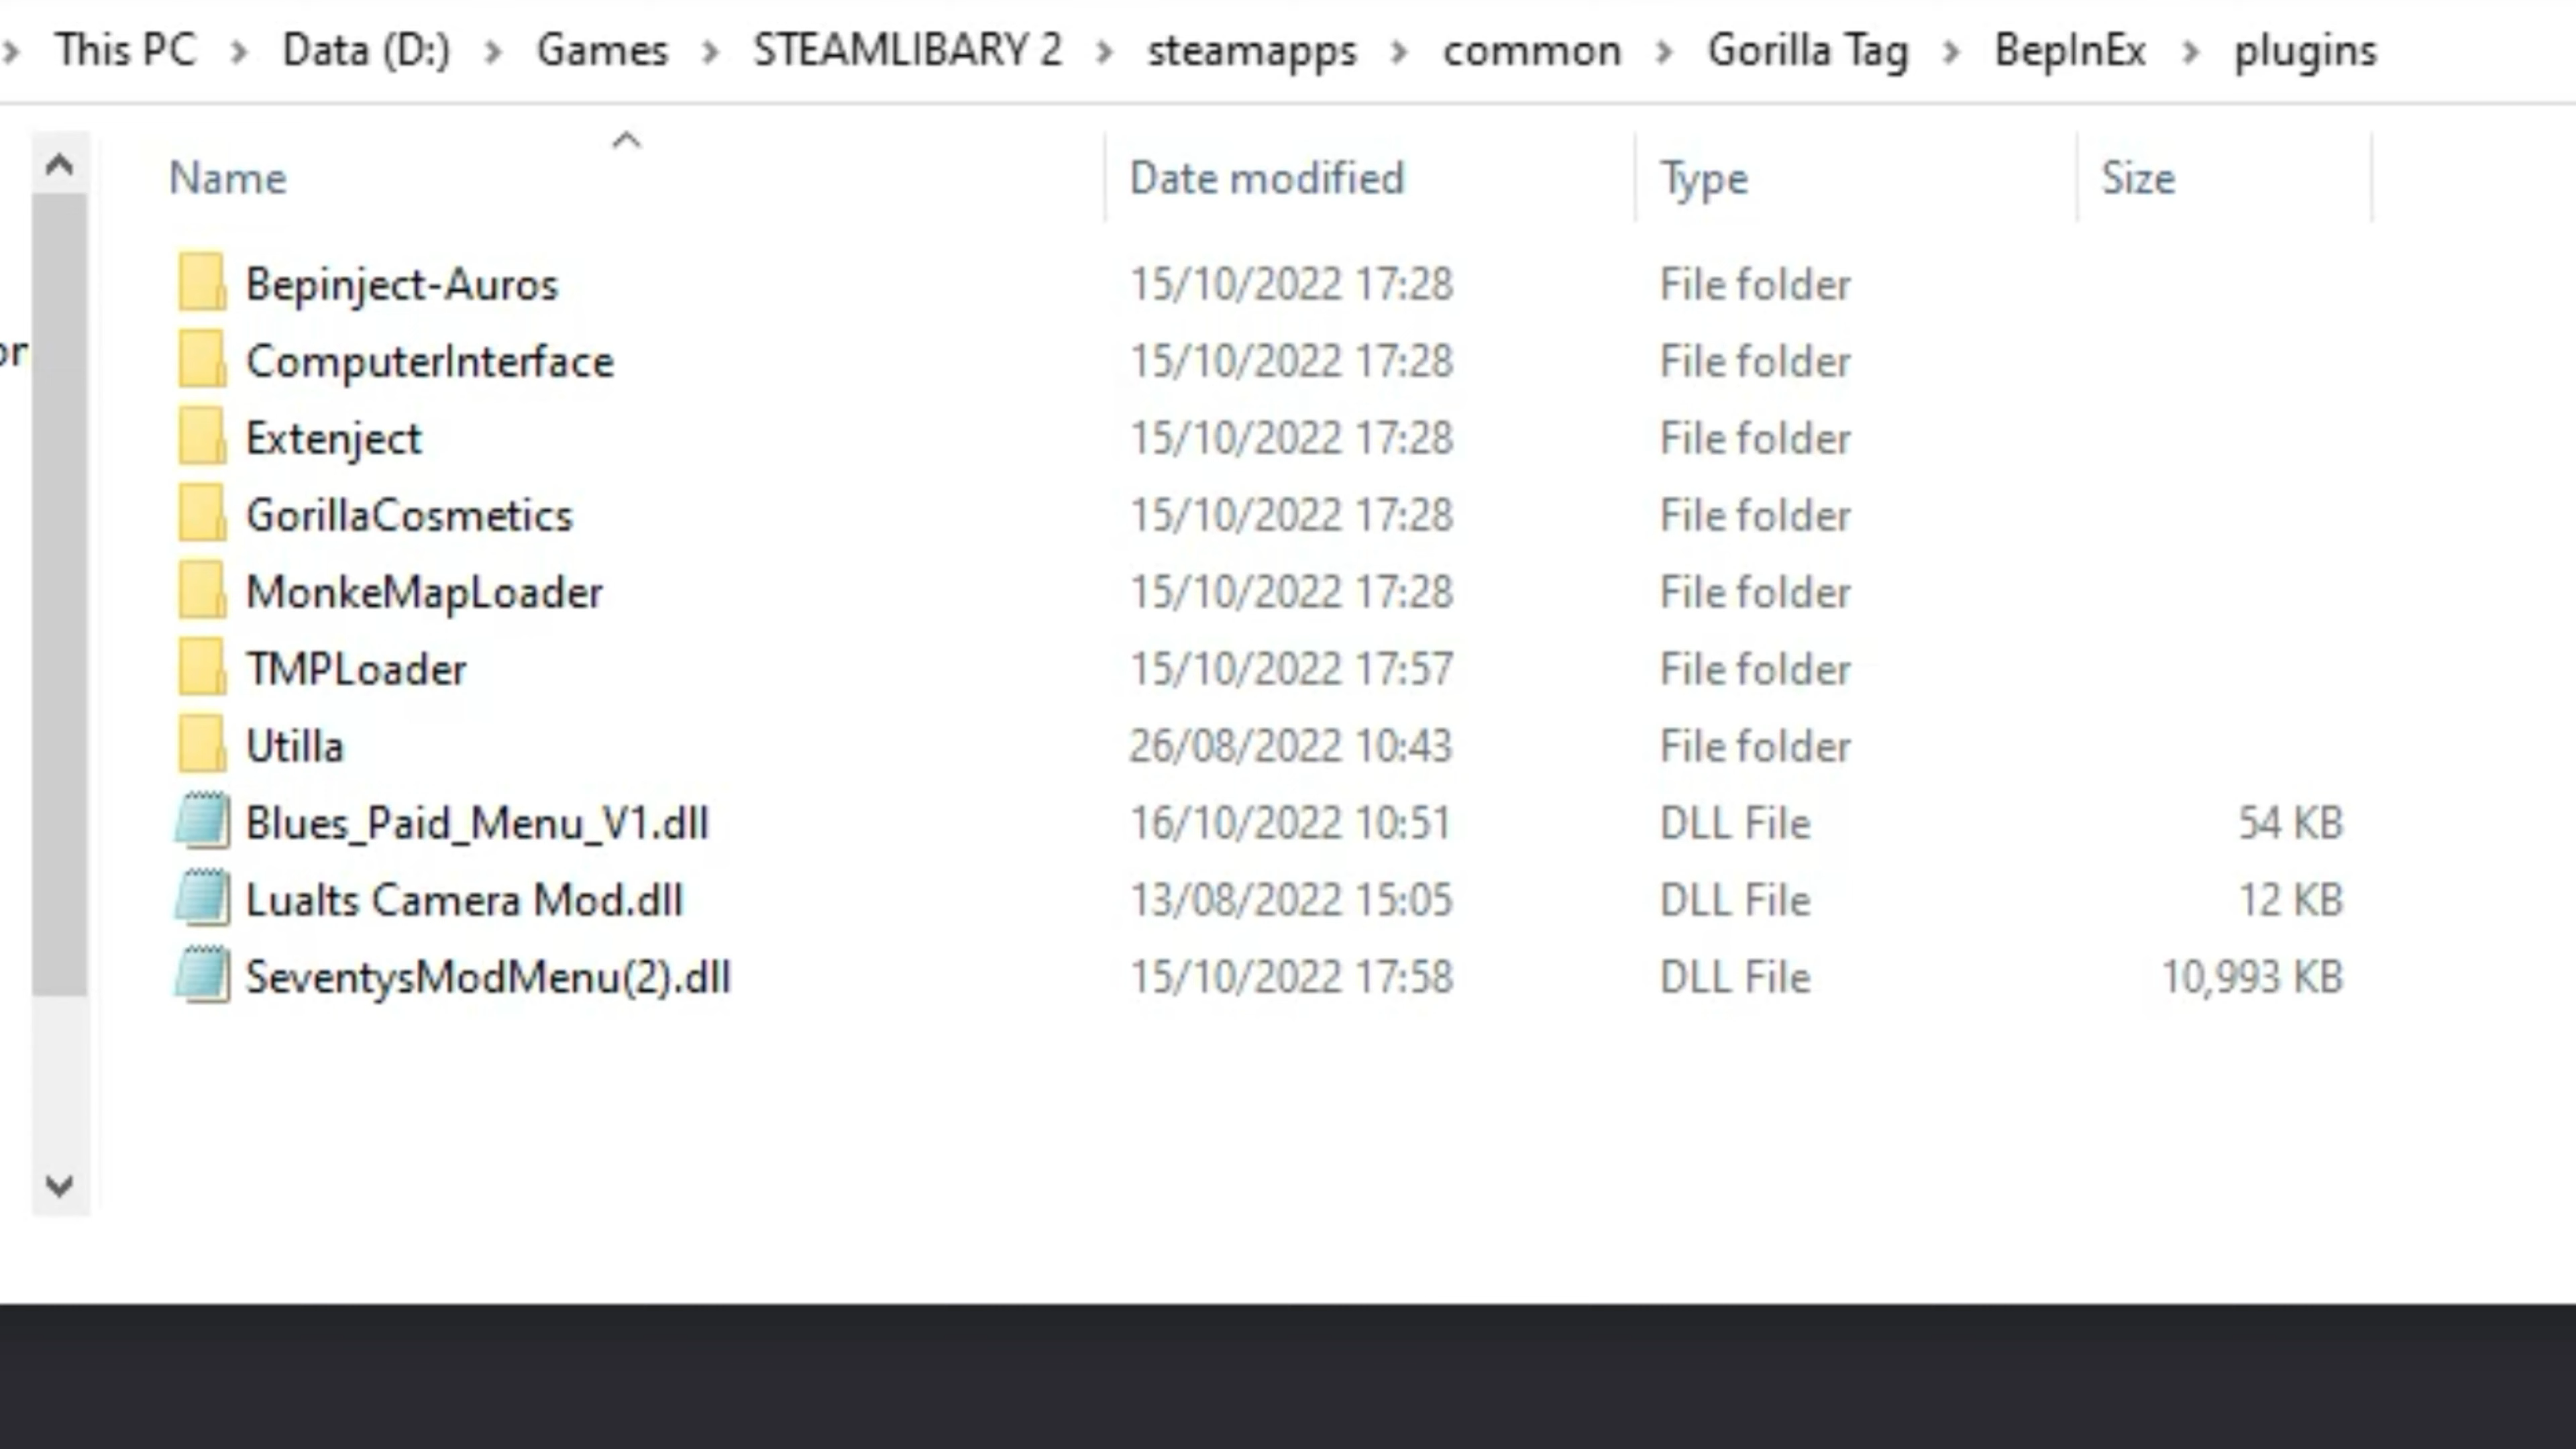 This PC > Data (D:) > Games > STEAMLIBARY 2 > steamapps > common > Gorilla Tag > BepInEx > plugins
Name Date modified Type Size
Bepinject-Auros 15/10/2022 17:28 File folder
or
ComputerInterface 15/10/2022 17:28 File folder
Extenject 15/10/2022 17:28 File folder
GorillaCosmetics 15/10/2022 17:28 File folder
MonkeMapLoader 15/10/2022 17:28 File folder
TMPLoader 15/10/2022 17:57 File folder
Utilla 26/08/2022 10:43 File folder
Blues_Paid_Menu_V1.dll 16/10/2022 10:51 DLL File 54 KB
Lualts Camera Mod.dll 13/08/2022 15:05 DLL File 12 KB
SeventysModMenu(2).dll 15/10/2022 17:58 DLL File 10,993 KB